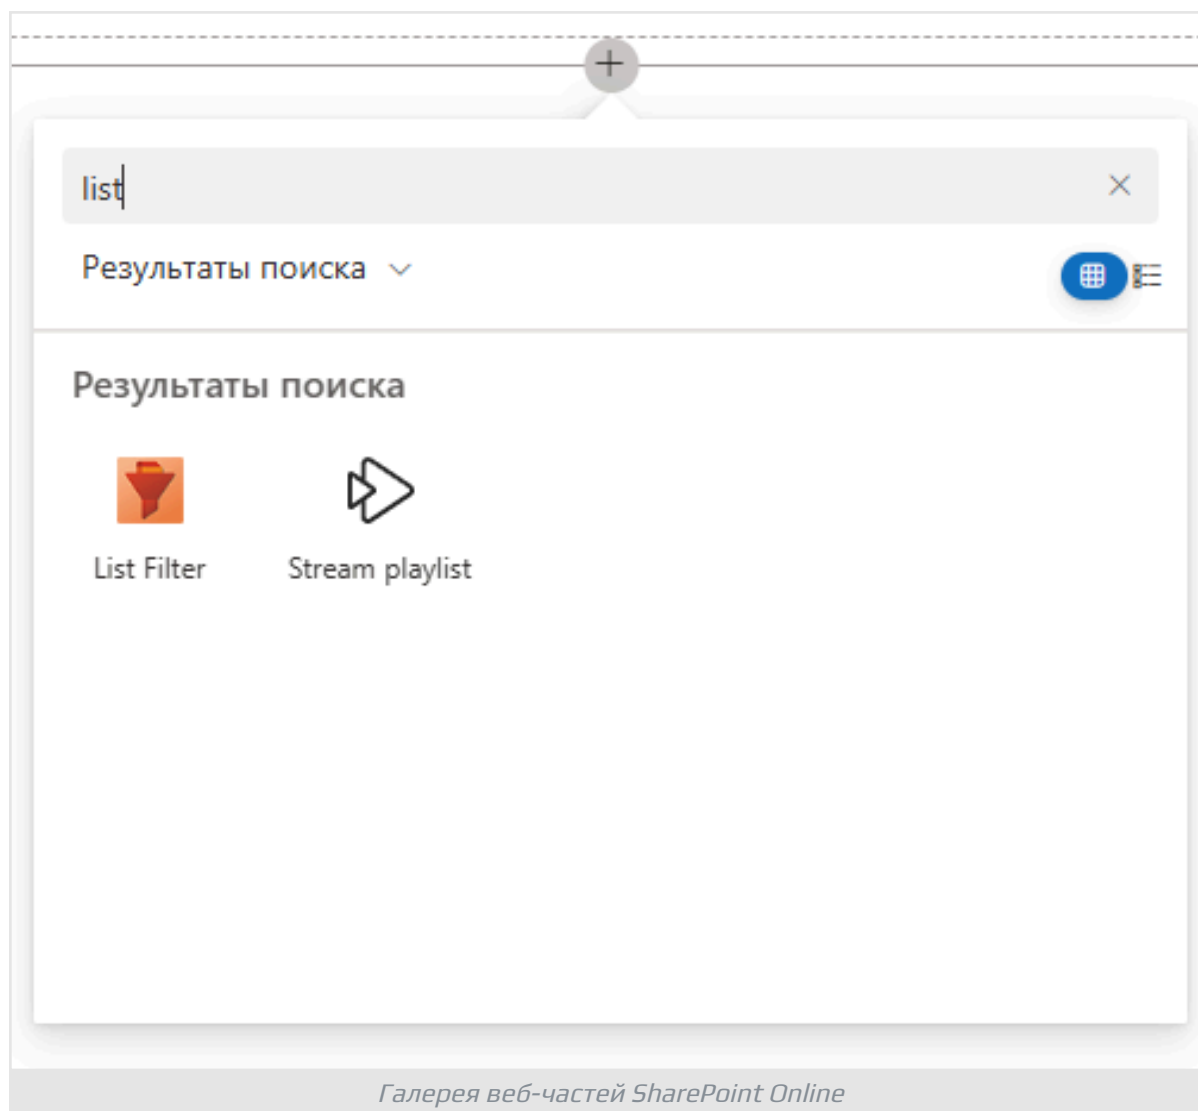 list
Результаты поиска
Результаты поиска
List Filter
Stream playlist
Галерея веб-частей SharePoint Online